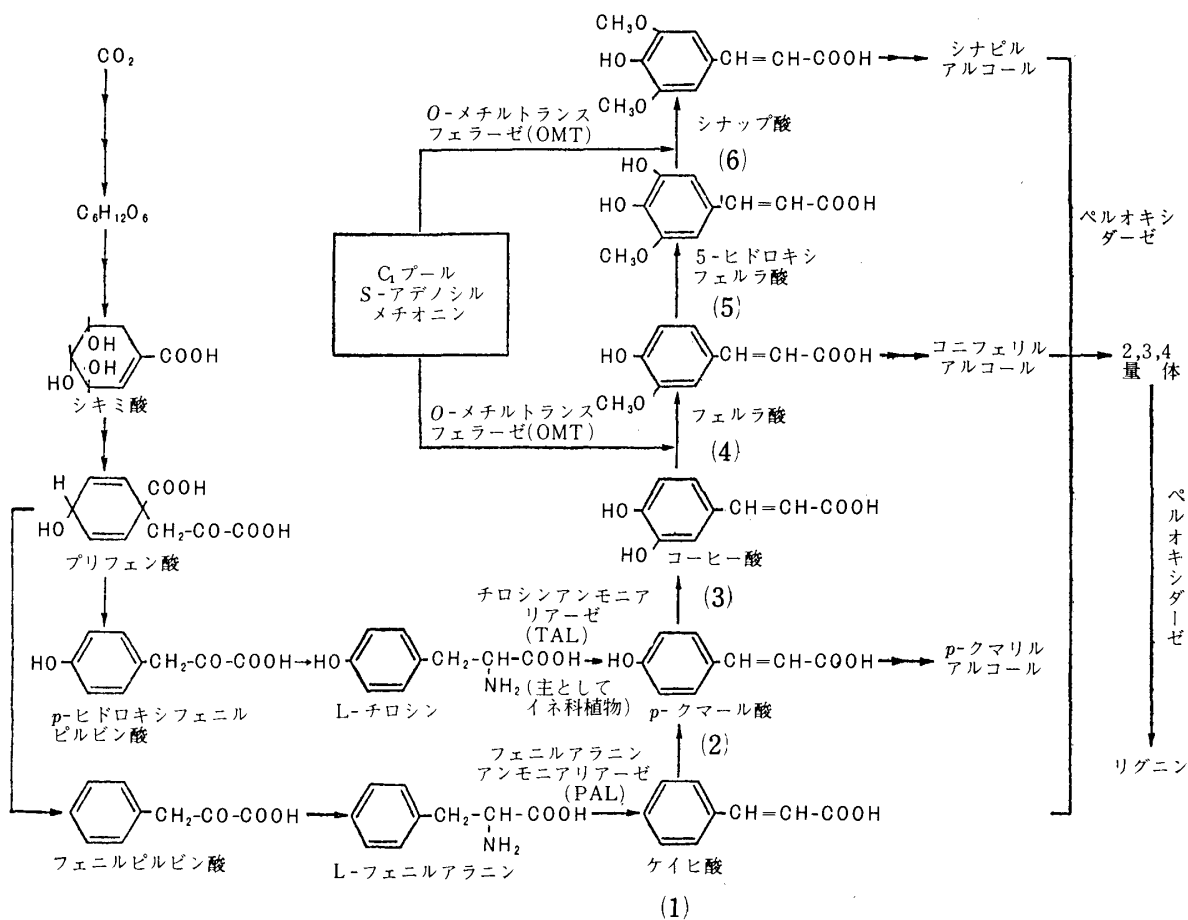 CO₂
C₆H₁₂O₆
OH
OH
HO
COOH
シキミ酸
H
COOH
HO
CH₂-CO-COOH
プリフェン酸
HO
CH₂-CO-COOH
p-ヒドロキシフェニル
ピルビン酸
CH₂-CO-COOH
フェニルピルビン酸
HO
CH₂-CH-COOH
NH₂
L-チロシン
(主として
イネ科植物)
チロシンアンモニア
リアーゼ
(TAL)
CH₂-CH-COOH
NH₂
L-フェニルアラニン
フェニルアラニン
アンモニアリアーゼ
(PAL)
C₁プール
S-アデノシル
メチオニン
O-メチルトランス
フェラーゼ(OMT)
O-メチルトランス
フェラーゼ(OMT)
CH₃O
HO
CH₃O
CH=CH-COOH
シナップ酸
(6)
HO
HO
CH₃O
CH=CH-COOH
5-ヒドロキシ
フェルラ酸
(5)
HO
CH₃O
CH=CH-COOH
フェルラ酸
(4)
HO
HO
CH=CH-COOH
コーヒー酸
(3)
HO
CH=CH-COOH
p-クマール酸
(2)
CH=CH-COOH
ケイヒ酸
(1)
シナピル
アルコール
コニフェリル
アルコール
p-クマリル
アルコール
ペルオキシ
ダーゼ
2,3,4
量 体
ペルオキシダーゼ
リグニン